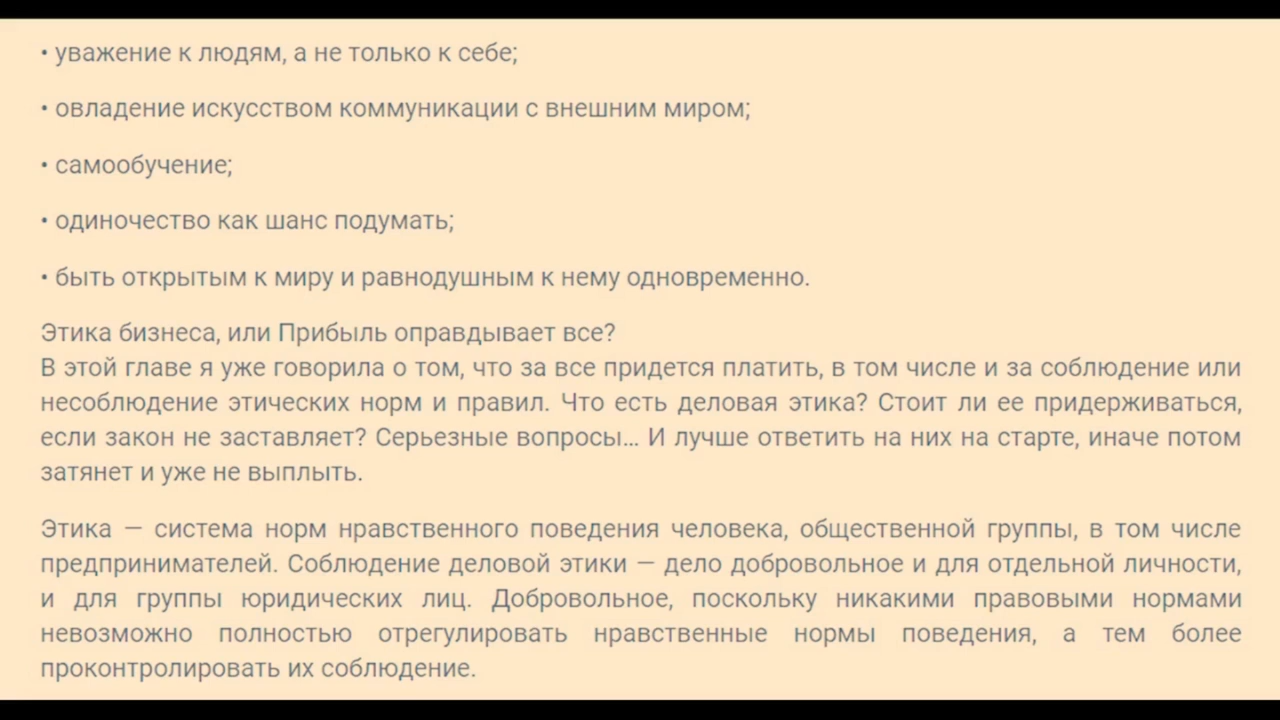 • уважение к людям, а не только к себе;
• овладение искусством коммуникации с внешним миром;
• самообучение;
• одиночество как шанс подумать;
• быть открытым к миру и равнодушным к нему одновременно.
Этика бизнеса, или Прибыль оправдывает все?
В этой главе я уже говорила о том, что за все придется платить, в том числе и за соблюдение или
несоблюдение этических норм и правил. Что есть деловая этика? Стоит ли ее придерживаться,
если закон не заставляет? Серьезные вопросы… И лучше ответить на них на старте, иначе потом
затянет и уже не выплыть.
Этика — система норм нравственного поведения человека, общественной группы, в том числе
предпринимателей. Соблюдение деловой этики — дело добровольное и для отдельной личности,
и для группы юридических лиц. Добровольное, поскольку никакими правовыми нормами
невозможно полностью отрегулировать нравственные нормы поведения, а тем более
проконтролировать их соблюдение.